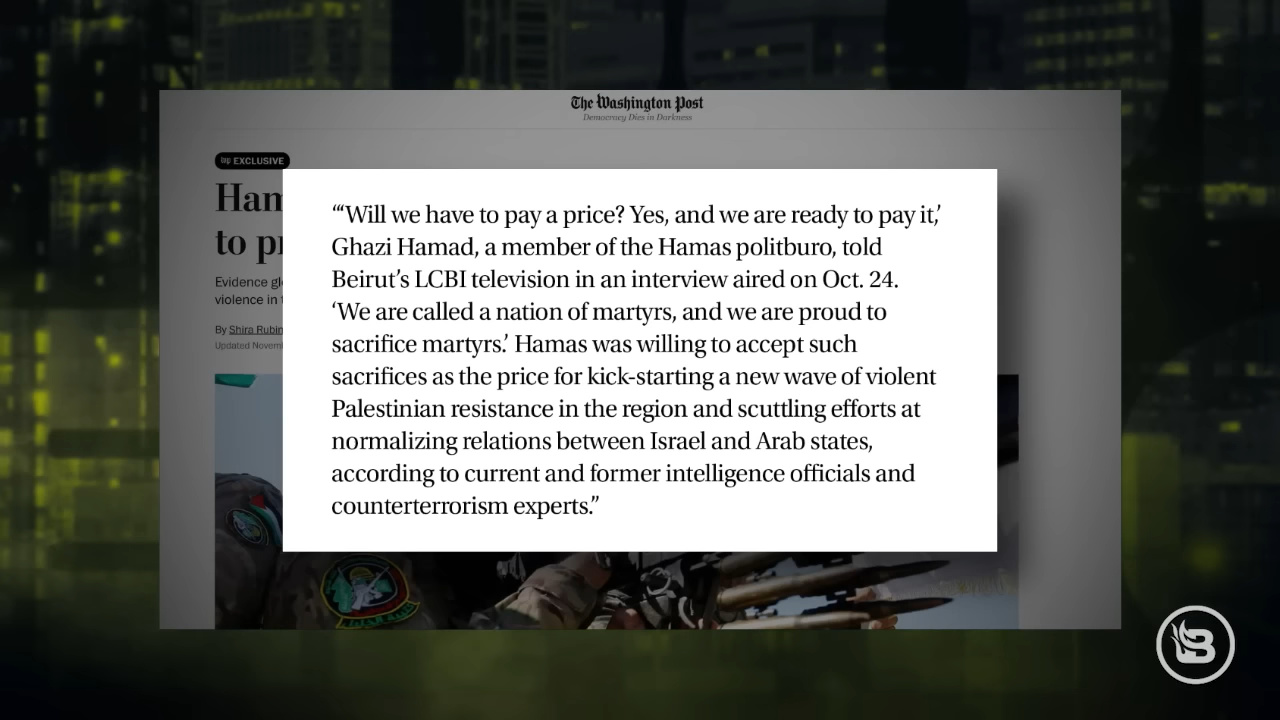 The Washington Post
Democracy Dies in Darkness
wp EXCLUSIVE
Ham
to pr
Evidence gl
violence in t
By Shira Rubin
Updated Novem
“‘Will we have to pay a price? Yes, and we are ready to pay it,’
Ghazi Hamad, a member of the Hamas politburo, told
Beirut’s LCBI television in an interview aired on Oct. 24.
‘We are called a nation of martyrs, and we are proud to
sacrifice martyrs.’ Hamas was willing to accept such
sacrifices as the price for kick-starting a new wave of violent
Palestinian resistance in the region and scuttling efforts at
normalizing relations between Israel and Arab states,
according to current and former intelligence officials and
counterterrorism experts.”
B